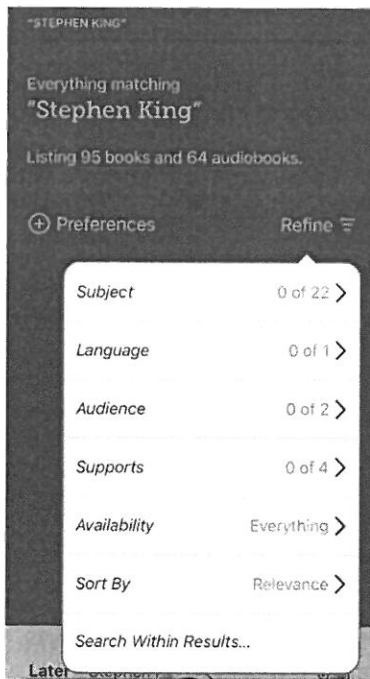 "STEPHEN KING"
Everything matching
"Stephen King"
Listing 95 books and 64 audiobooks.
Preferences
Refine
Subject 0 of 22
Language 0 of 1
Audience 0 of 2
Supports 0 of 4
Availability Everything
Sort By Relevance
Search Within Results...
Later